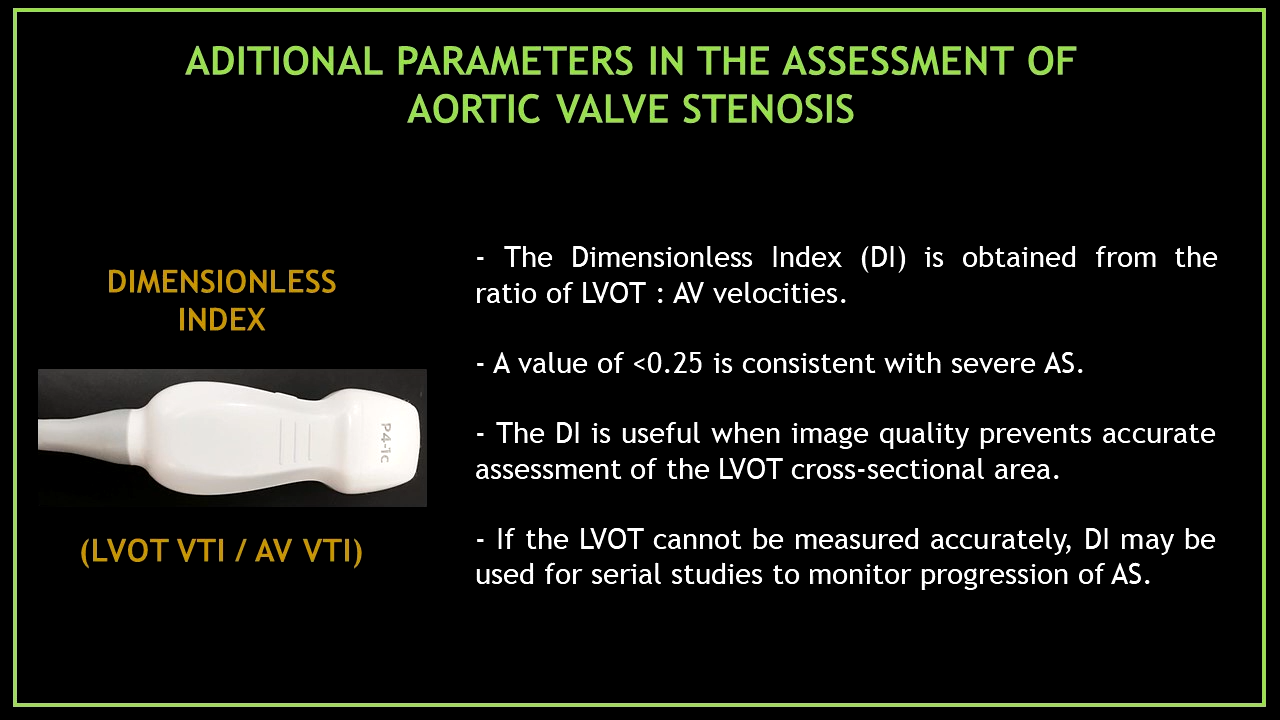 ADITIONAL PARAMETERS IN THE ASSESSMENT OF
AORTIC VALVE STENOSIS
DIMENSIONLESS
INDEX
P4-1c
(LVOT VTI / AV VTI)
- The Dimensionless Index (DI) is obtained from the
ratio of LVOT : AV velocities.
- A value of <0.25 is consistent with severe AS.
- The DI is useful when image quality prevents accurate
assessment of the LVOT cross-sectional area.
- If the LVOT cannot be measured accurately, DI may be
used for serial studies to monitor progression of AS.